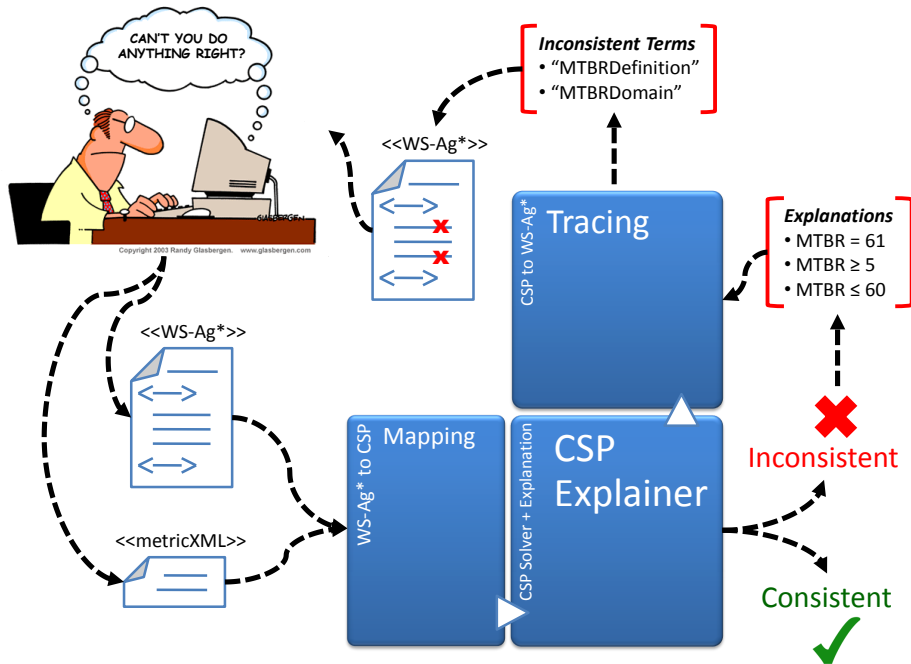 CAN'T YOU DO
ANYTHING RIGHT?
GLASBERGEN
Copyright 2003 Randy Glasbergen. www.glasbergen.com
<<WS-Ag*>>
Inconsistent Terms
• “MTBRDefinition”
• “MTBRDomain”
CSP to WS-Ag*
Tracing
Explanations
• MTBR = 61
• MTBR ≥ 5
• MTBR ≤ 60
<<WS-Ag*>>
<<metricXML>>
WS-Ag* to CSP
Mapping
CSP Solver + Explanation
CSP
Explainer
Inconsistent
Consistent